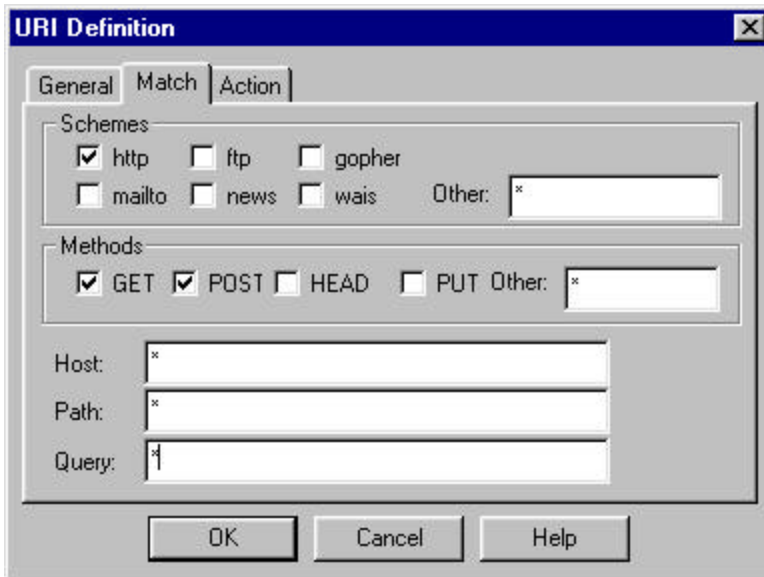 URI Definition
General Match Action
Schemes
http ftp gopher
mailto news wais Other: *
Methods
GET POST HEAD PUT Other: *
Host: *
Path: *
Query: *
OK Cancel Help